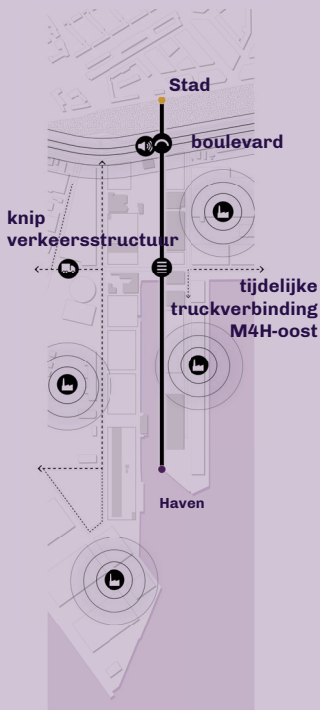 Stad
boulevard
knip
verkeersstructuur
tijdelijke
truckverbinding
M4H-oost
Haven